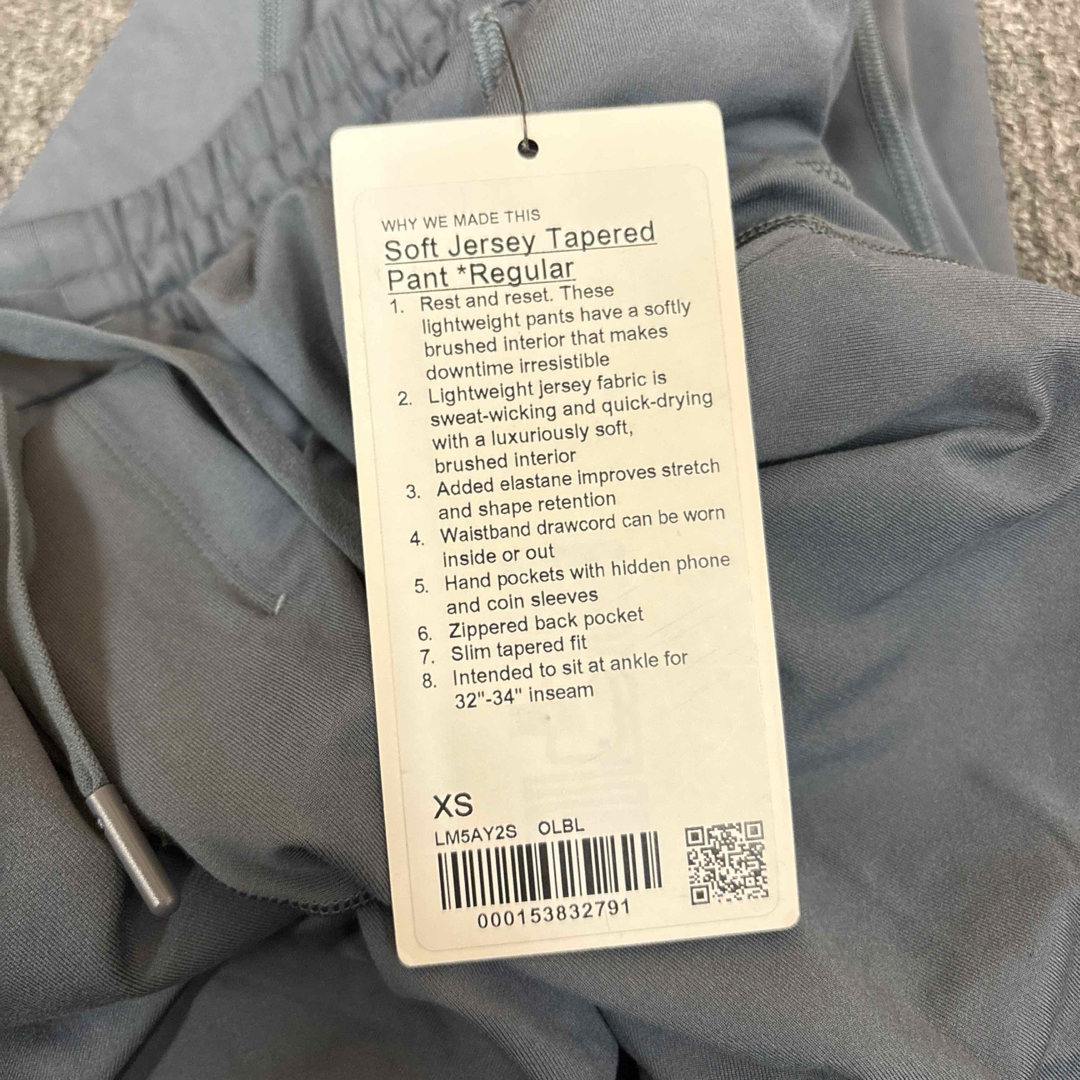 WHY WE MADE THIS
Soft Jersey Tapered
Pant *Regular
1. Rest and reset. These
lightweight pants have a softly
brushed interior that makes
downtime irresistible
2. Lightweight jersey fabric is
sweat-wicking and quick-drying
with a luxuriously soft,
brushed interior
3. Added elastane improves stretch
and shape retention
4. Waistband drawcord can be worn
inside or out
5. Hand pockets with hidden phone
and coin sleeves
6. Zippered back pocket
7. Slim tapered fit
8. Intended to sit at ankle for
32"-34" inseam
XS
LM5AY2S OLBL
000153832791